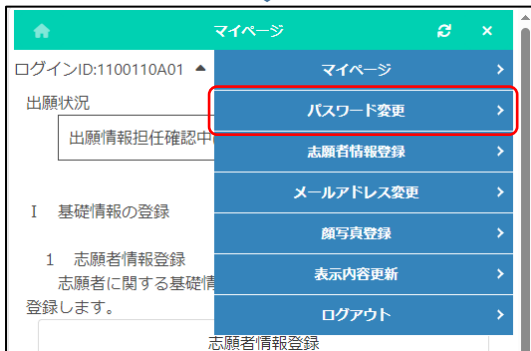 マイページ
ログインID:1100110A01 ▲
マイページ
出願状況
パスワード変更
出願情報担任確認中
志願者情報登録
メールアドレス変更
Ⅰ 基礎情報の登録
顔写真登録
1 志願者情報登録
表示内容更新
志願者に関する基礎情
登録します。
ログアウト
志願者情報登録